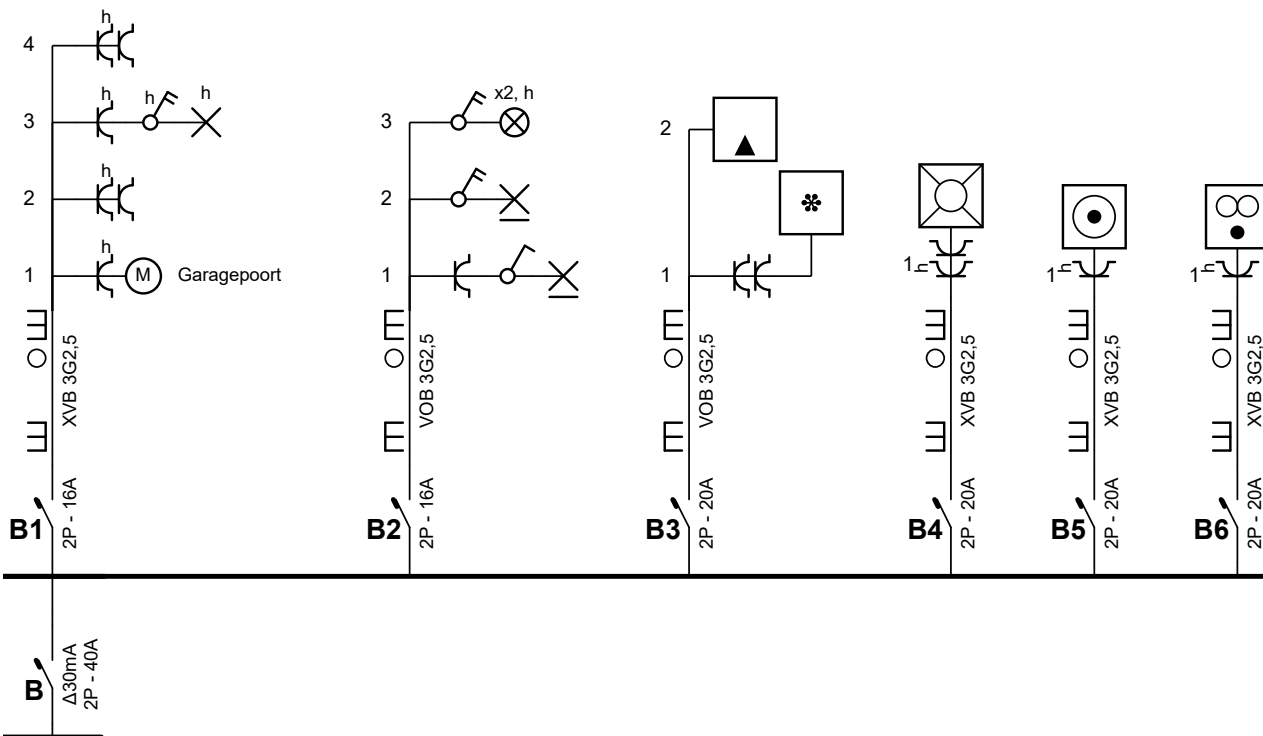 h
4
h
h
h
3
h
2
h
1
M
Garagepoort
XVB 3G2,5
B1
2P - 16A
x2, h
3
2
1
VOB 3G2,5
B2
2P - 16A
2
1
VOB 3G2,5
B3
2P - 20A
1
h
XVB 3G2,5
B4
2P - 20A
1
h
XVB 3G2,5
B5
2P - 20A
1
h
XVB 3G2,5
B6
2P - 20A
B
Δ30mA
2P - 40A